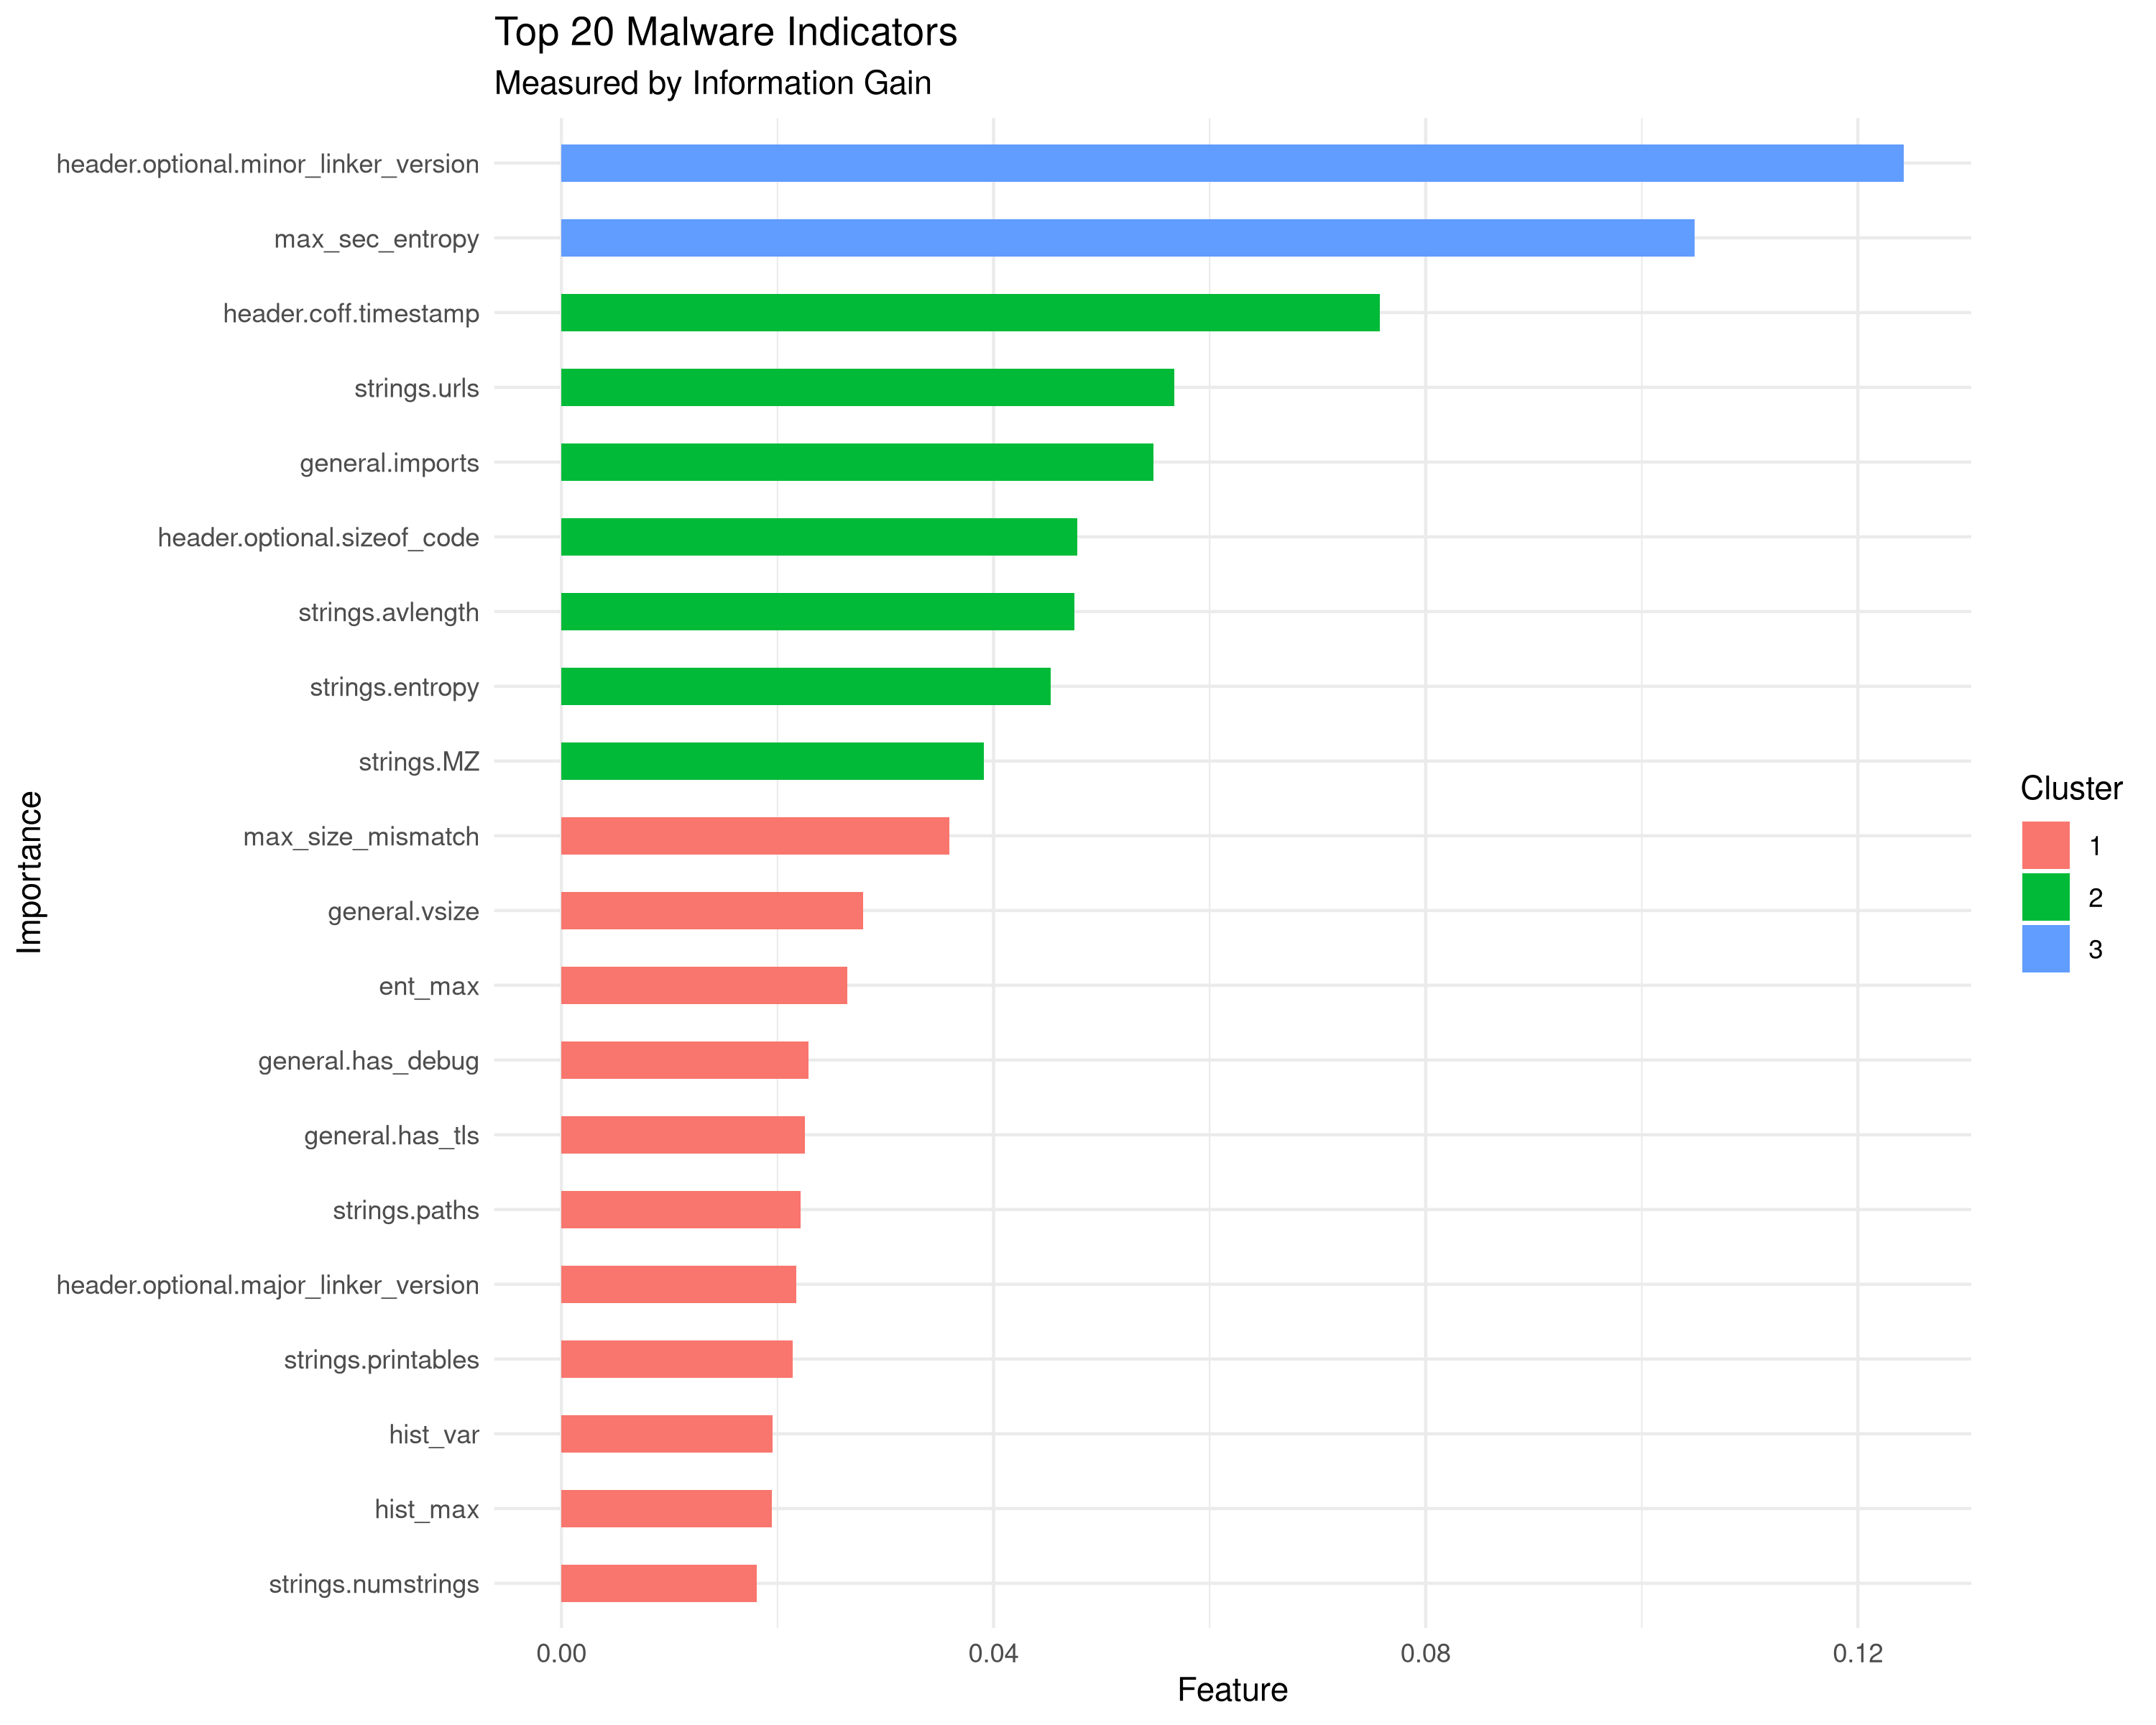 Top 20 Malware Indicators
Measured by Information Gain
header.optional.minor_linker_version
max_sec_entropy
header.coff.timestamp
strings.urls
general.imports
header.optional.sizeof_code
strings.avlength
strings.entropy
strings.MZ
max_size_mismatch
general.vsize
ent_max
general.has_debug
general.has_tls
strings.paths
header.optional.major_linker_version
strings.printables
hist_var
hist_max
strings.numstrings
Importance
0.00 0.04 0.08 0.12
Feature
Cluster
1
2
3